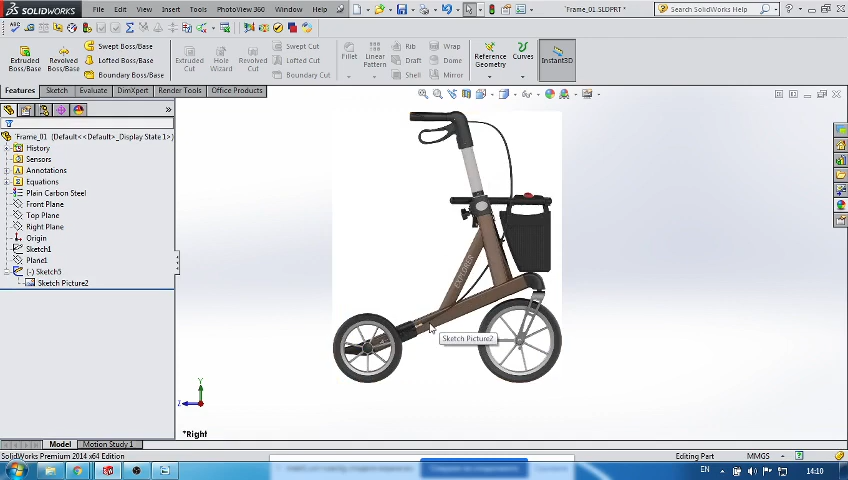 SOLIDWORKS File Edit View Insert Tools PhotoView 360 Window Help
Frame_01.SLDPRT *
Search SolidWorks Help
Extruded Boss/Base
Revolved Boss/Base
Swept Boss/Base
Lofted Boss/Base
Boundary Boss/Base
Extruded Cut
Hole Wizard
Revolved Cut
Swept Cut
Lofted Cut
Boundary Cut
Fillet
Linear Pattern
Rib
Draft
Shell
Wrap
Dome
Mirror
Reference Geometry
Curves
Instant3D
Features Sketch Evaluate DimXpert Render Tools Office Products
Frame_01 (Default<<Default>_Display State 1>)
History
Sensors
Annotations
Equations
Plain Carbon Steel
Front Plane
Top Plane
Right Plane
Origin
Sketch1
Plane1
(-) Sketch5
Sketch Picture2
EXPLORER
Sketch Picture2
Y
Z
*Right
Model Motion Study 1
SolidWorks Premium 2014 x64 Edition
Editing Part
MMGS
EN
14:10